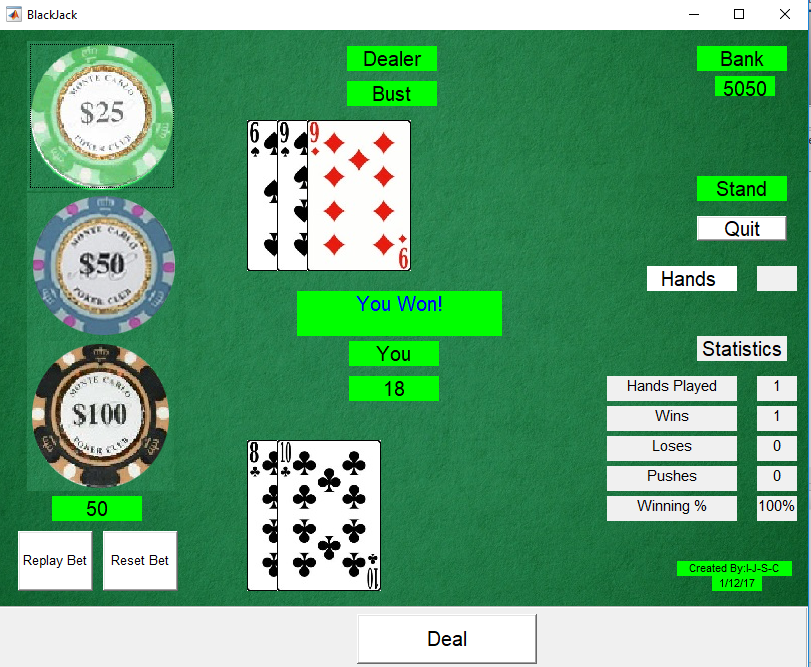 BlackJack
MONTE CARLO
$25
POKER CLUB
MONTE CARLO
$50
POKER CLUB
MONTE CARLO
$100
POKER CLUB
50
Replay Bet
Reset Bet
Dealer
Bust
6
9
9
6
You Won!
You
18
8
10
10
Bank
5050
Stand
Quit
Hands
Statistics
Hands Played 1
Wins 1
Loses 0
Pushes 0
Winning % 100%
Created By:I-J-S-C
1/12/17
Deal